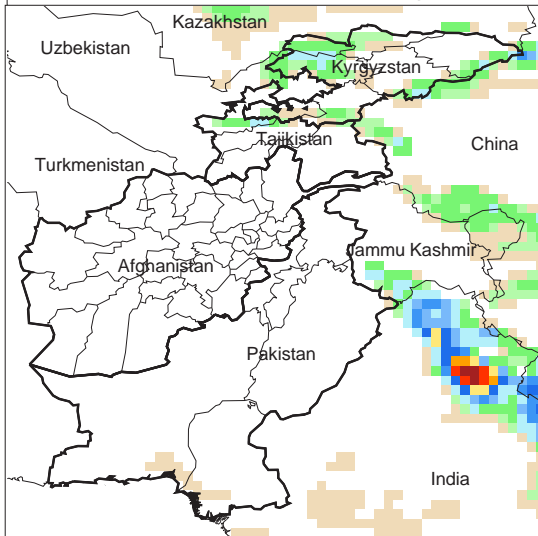 Kazakhstan
Uzbekistan
Kyrgyzstan
Tajikistan
China
Turkmenistan
Jammu Kashmir
Afghanistan
Pakistan
India